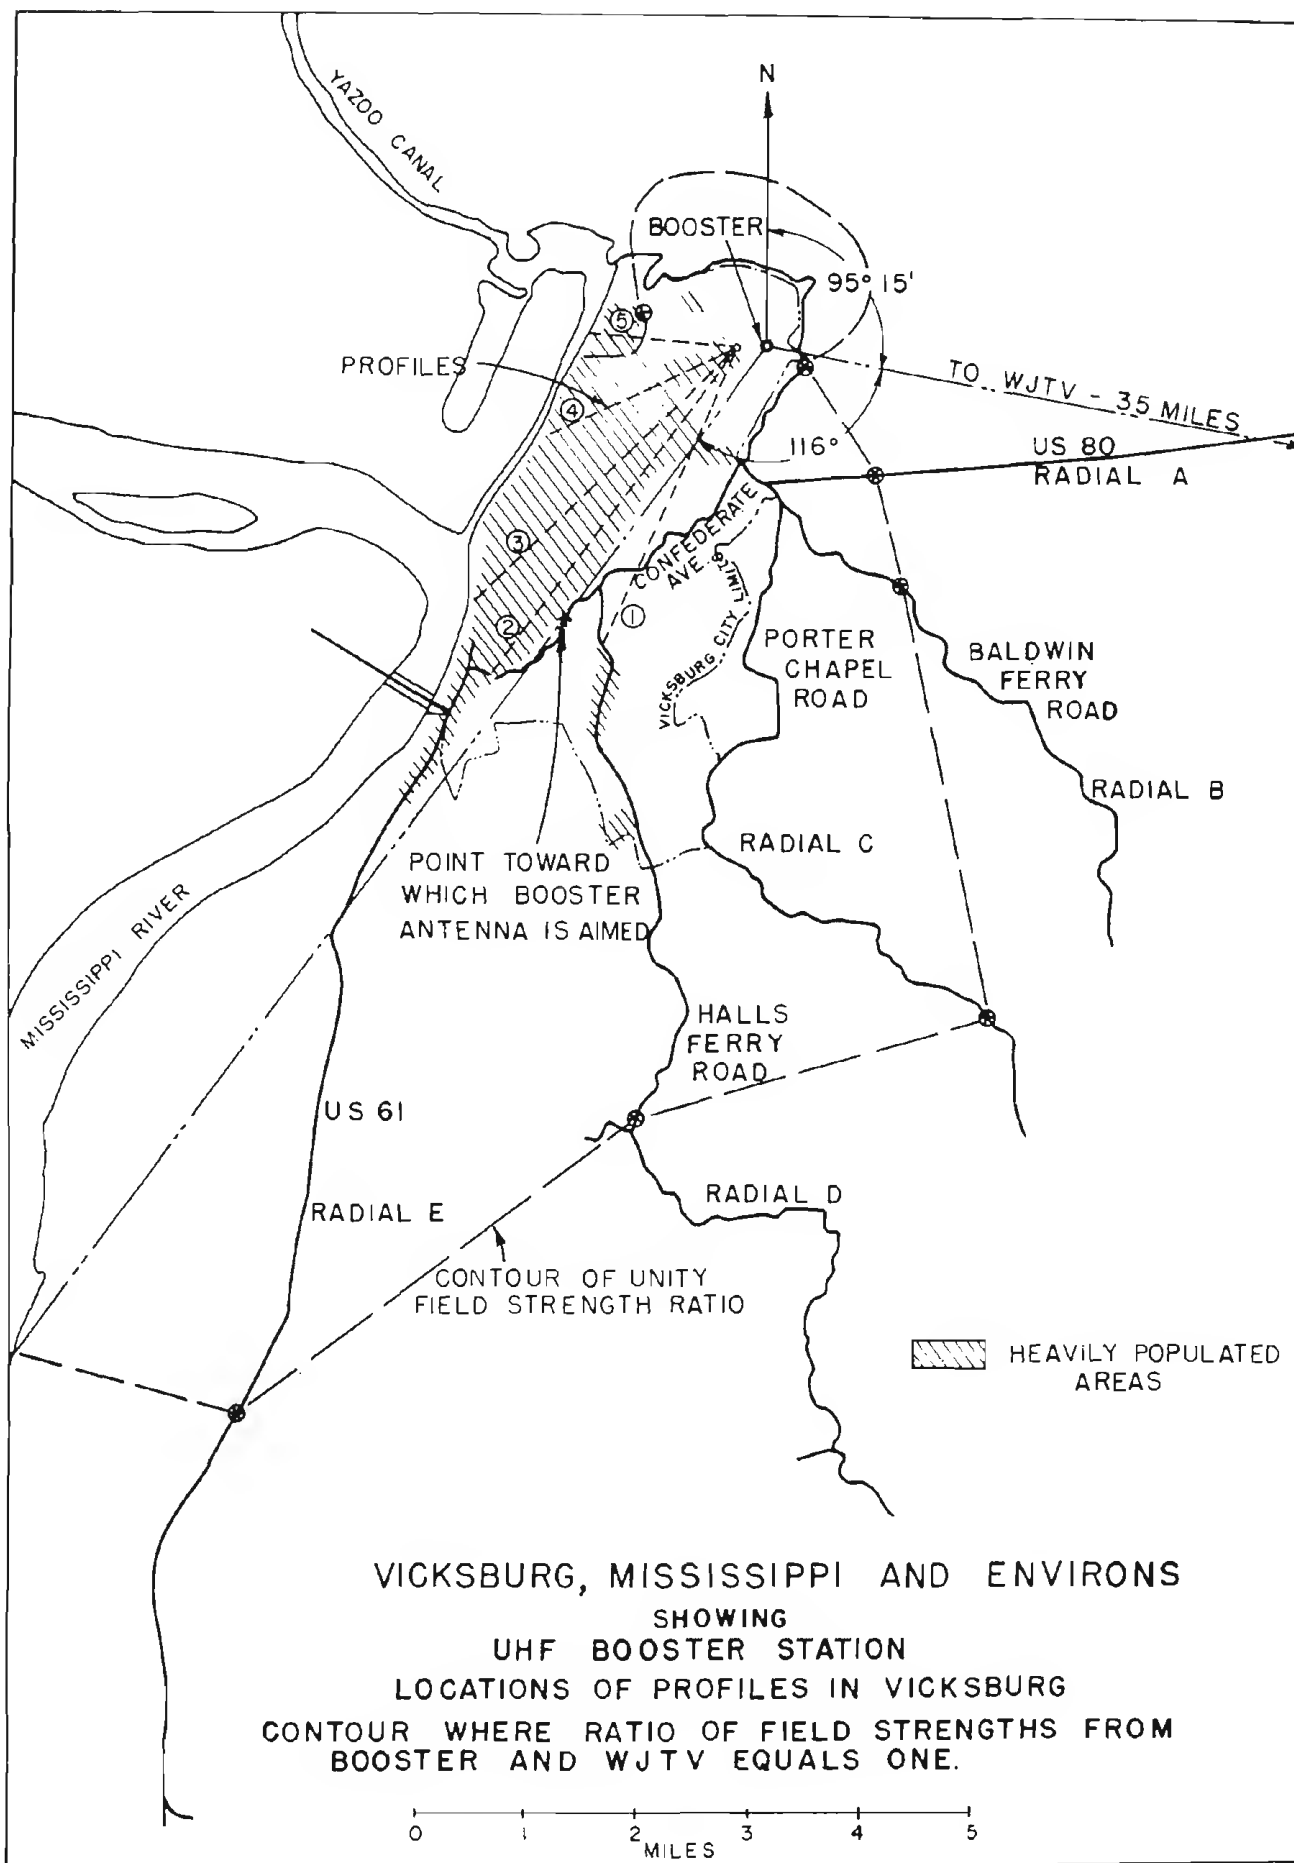 YAZOO CANAL
N
BOOSTER
95° 15'
5
PROFILES
TO WJTV - 35 MILES
4
116°
US 80
RADIAL A
3
CONFEDERATE
AVE.
VICKSBURG CITY LIMITS
1
2
PORTER
CHAPEL
ROAD
BALDWIN
FERRY
ROAD
RADIAL B
RADIAL C
POINT TOWARD
WHICH BOOSTER
ANTENNA IS AIMED
MISSISSIPPI RIVER
HALLS
FERRY
ROAD
US 61
RADIAL D
RADIAL E
CONTOUR OF UNITY
FIELD STRENGTH RATIO
HEAVILY POPULATED
AREAS
VICKSBURG, MISSISSIPPI AND ENVIRONS
SHOWING
UHF BOOSTER STATION
LOCATIONS OF PROFILES IN VICKSBURG
CONTOUR WHERE RATIO OF FIELD STRENGTHS FROM
BOOSTER AND WJTV EQUALS ONE.
0 1 2 3 4 5
MILES